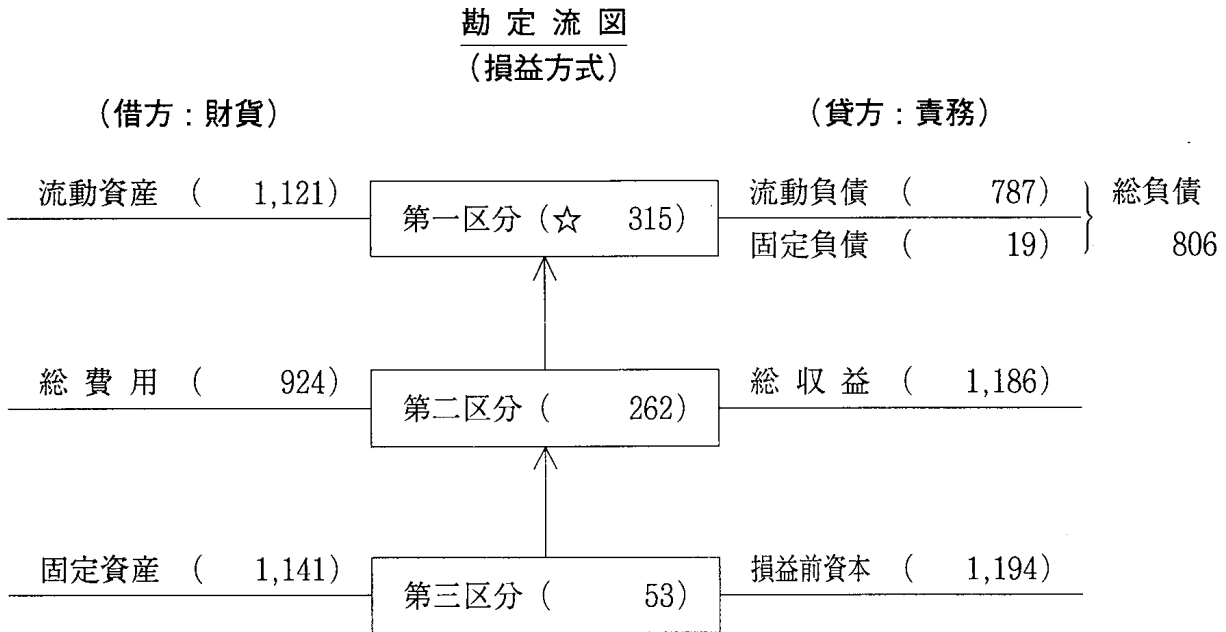 勘定流図
（損益方式）
（借方：財貨） （貸方：責務）
流動資産 （ 1,121） 第一区分（☆ 315） 流動負債 （ 787） 総負債
固定負債 （ 19） 806
総費用 （ 924） 第二区分（ 262） 総収益 （ 1,186）
固定資産 （ 1,141） 第三区分（ 53） 損益前資本 （ 1,194）